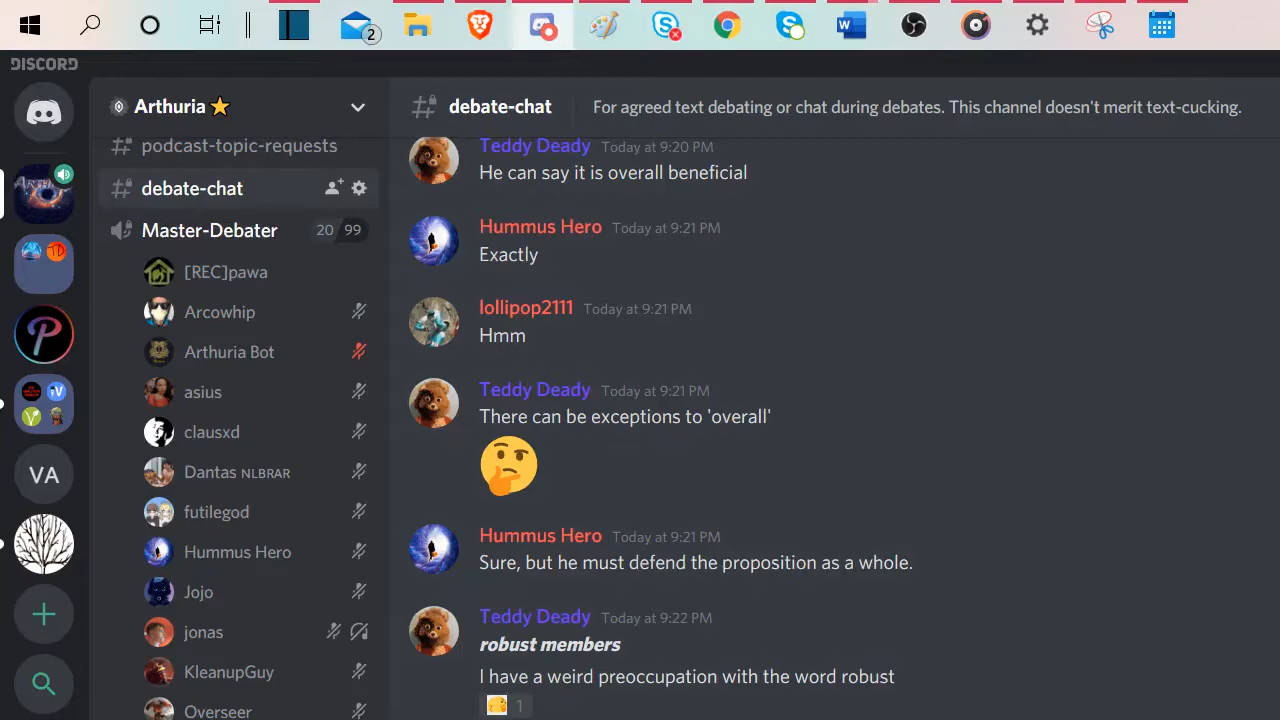 2
DISCORD
Arthuria
debate-chat
For agreed text debating or chat during debates. This channel doesn't merit text-cucking.
podcast-topic-requests
debate-chat
Master-Debater 20 99
[REC]pawa
Arcowhip
Arthuria Bot
asius
clausxd
Dantas NLBRAR
futilegod
Hummus Hero
Jojo
jonas
KleanupGuy
Overseer
VA
Teddy Deady Today at 9:20 PM
He can say it is overall beneficial
Hummus Hero Today at 9:21 PM
Exactly
lollipop2111 Today at 9:21 PM
Hmm
Teddy Deady Today at 9:21 PM
There can be exceptions to 'overall'
Hummus Hero Today at 9:21 PM
Sure, but he must defend the proposition as a whole.
Teddy Deady Today at 9:22 PM
robust members
I have a weird preoccupation with the word robust
1